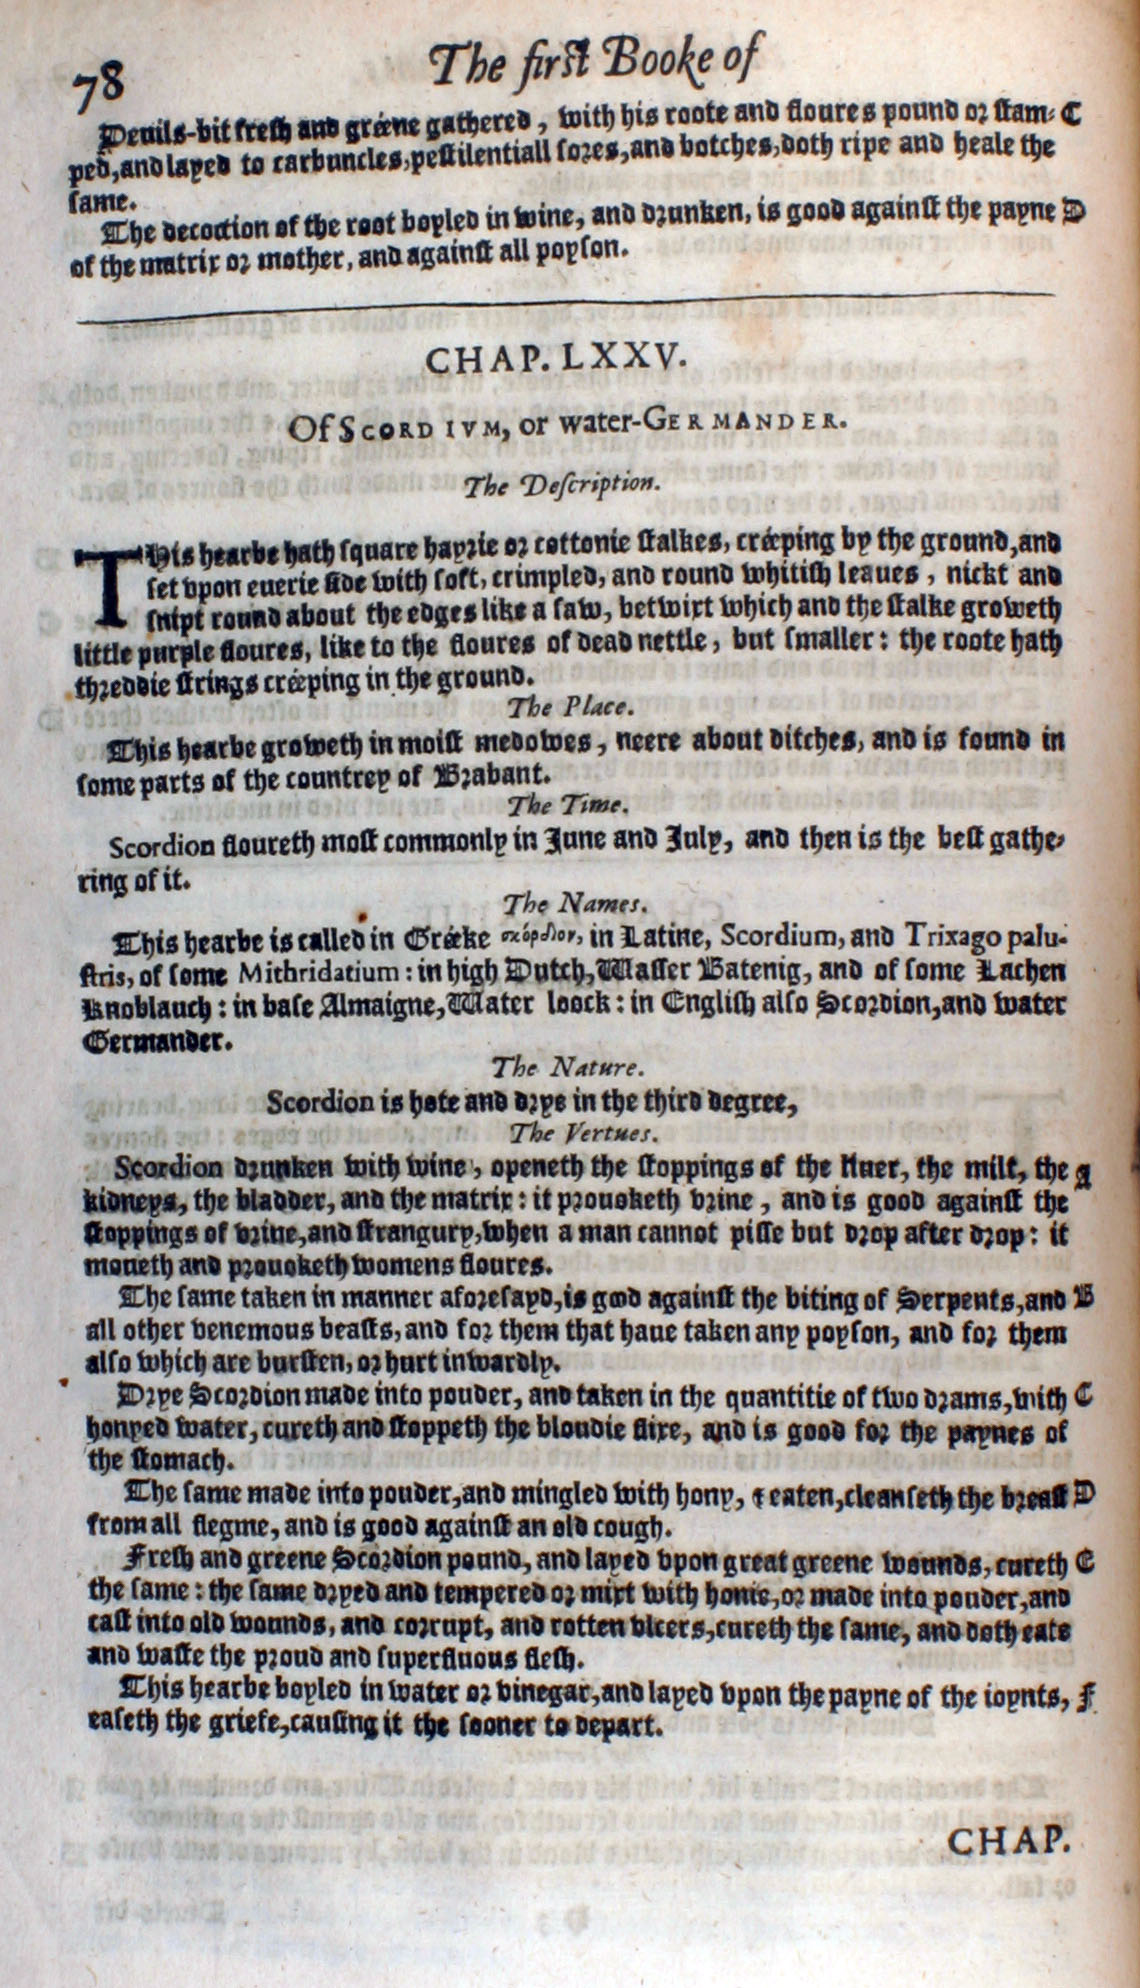 78
The first Booke of
Deuils-bit fresh and gréene gathered, with his roote and floures pound or stam- C
ped, and layed to carbuncles, pestilentiall sores, and botches, doth ripe and heale the
same.
The decoction of the root boyled in wine, and drunken, is good against the payne D
of the matrix or mother, and against all poyson.
CHAP. LXXV.
Of SCORDIVM, or water-GERMANDER.
The Description.
THis hearbe hath square hayrie or cottonie stalkes, créeping by the ground, and
set vpon euerie side with soft, crimpled, and round whitish leaues, nickt and
snipt round about the edges like a saw, betwixt which and the stalke groweth
little purple floures, like to the floures of dead nettle, but smaller: the roote hath
threddie strings créeping in the ground.
The Place.
This hearbe groweth in moist medowes, neere about ditches, and is found in
some parts of the countrey of Brabant.
The Time.
Scordion floureth most commonly in June and July, and then is the best gathe-
ring of it.
The Names.
This hearbe is called in Gréeke σκόρδιον, in Latine, Scordium, and Trixago palu-
stris, of some Mithridatium: in high Dutch, Wasser Batenig, and of some Lachen
Knoblauch: in base Almaigne, Water loock: in English also Scordion, and water
Germander.
The Nature.
Scordion is hote and drye in the third degree,
The Vertues.
Scordion drunken with wine, openeth the stoppings of the liuer, the milt, the A
kidneys, the bladder, and the matrix: it prouoketh vrine, and is good against the
stoppings of vrine, and strangury, when a man cannot pisse but drop after drop: it
moueth and prouoketh womens floures.
The same taken in manner aforesayd, is good against the biting of Serpents, and B
all other venemous beasts, and for them that haue taken any poyson, and for them
also which are bursten, or hurt inwardly.
Drye Scordion made into pouder, and taken in the quantitie of two drams, with C
honyed water, cureth and stoppeth the bloudie flixe, and is good for the paynes of
the stomach.
The same made into pouder, and mingled with hony, & eaten, cleanseth the breast D
from all flegme, and is good against an old cough.
Fresh and greene Scordion pound, and layed vpon great greene wounds, cureth E
the same: the same dryed and tempered or mixt with honie, or made into pouder, and
cast into old wounds, and corrupt, and rotten vlcers, cureth the same, and doth eate
and waste the proud and superfluous flesh.
This hearbe boyled in water or vinegar, and layed vpon the payne of the ioynts, F
easeth the griefe, causing it the sooner to depart.
CHAP.